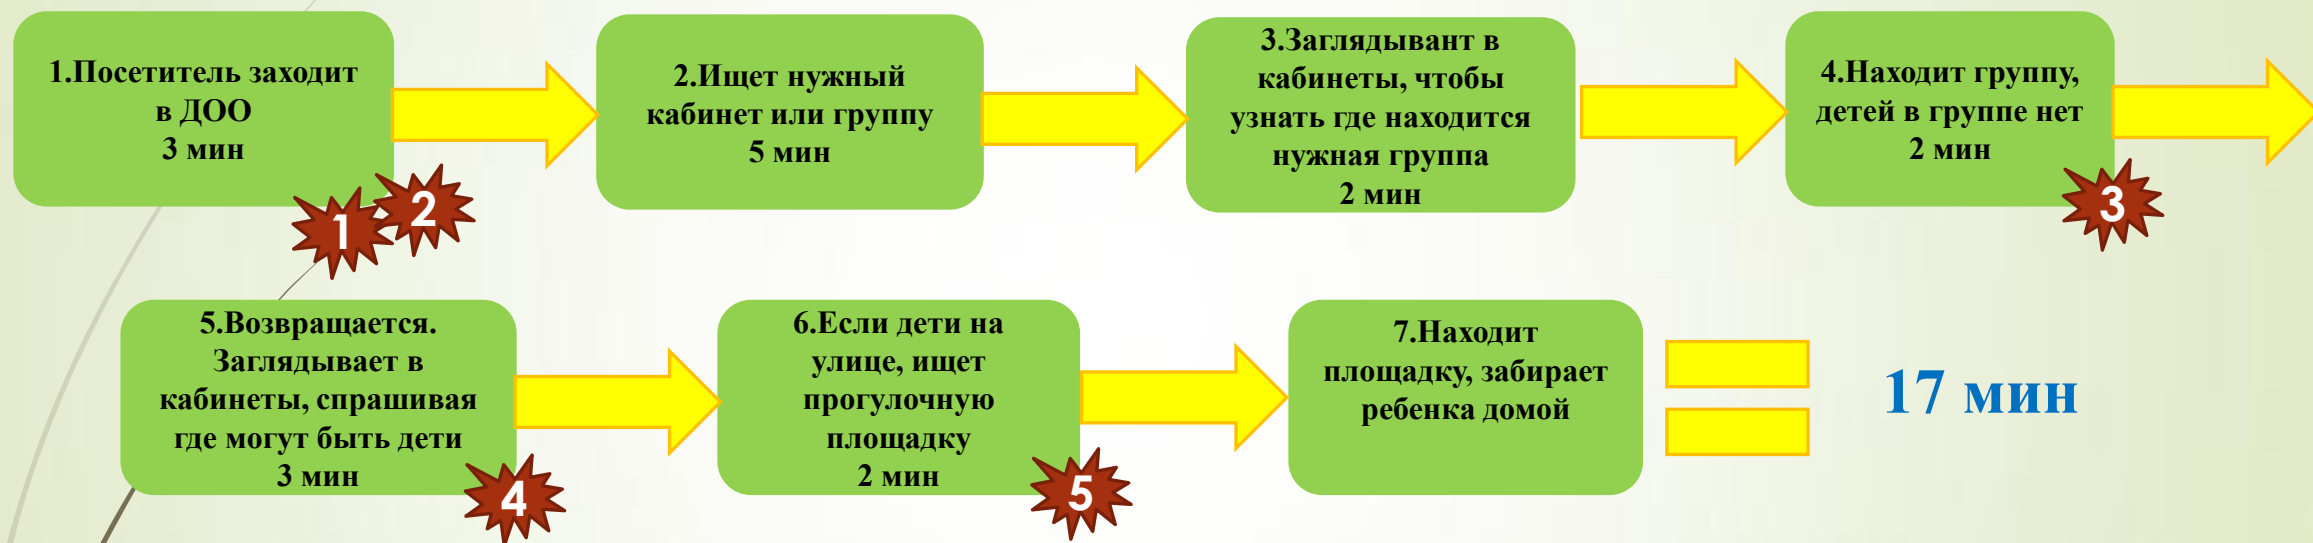 1.Посетитель заходит
в ДОО
3 мин
2.Ищет нужный
кабинет или группу
5 мин
3.Заглядывант в
кабинеты, чтобы
узнать где находится
нужная группа
2 мин
4.Находит группу,
детей в группе нет
2 мин
1
2
3
5.Возвращается.
Заглядывает в
кабинеты, спрашивая
где могут быть дети
3 мин
6.Если дети на
улице, ищет
прогулочную
площадку
2 мин
7.Находит
площадку, забирает
ребенка домой
17 мин
4
5